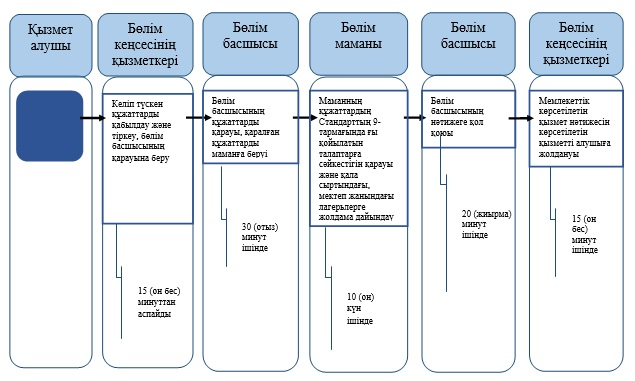 Қызмет
алушы
Бөлім
кеңсесінің
қызметкері
Бөлім
басшысы
Бөлім
маманы
Бөлім
басшысы
Бөлім
кеңсесінің
қызметкері
Келіп түскен
құжаттарды
қабылдау және
тіркеу, бөлім
басшысының
қарауына беру
Бөлім
басшысының
құжаттарды
қарауы, қаралған
құжаттарды
маманға беруі
Маманның
құжаттардың
Стандарттың 9-
тармағында ғы
қойылатын
талаптарға
сәйкестігін қарауы
және қала
сыртындағы,
мектеп жанындағы
лагерьлерге
жолдама дайындау
Бөлім
басшысының
нәтижеге қол
қоюы
Мемлекеттік
көрсетілетін
қызмет нәтижесін
көрсетілетін
қызметті алушыға
жолдануы
15 (он бес)
минуттан
аспайды
30 (отыз)
минут
ішінде
10 (он)
күн
ішінде
20 (жиырма)
минут
ішінде
15 (он
бес)
минут
ішінде